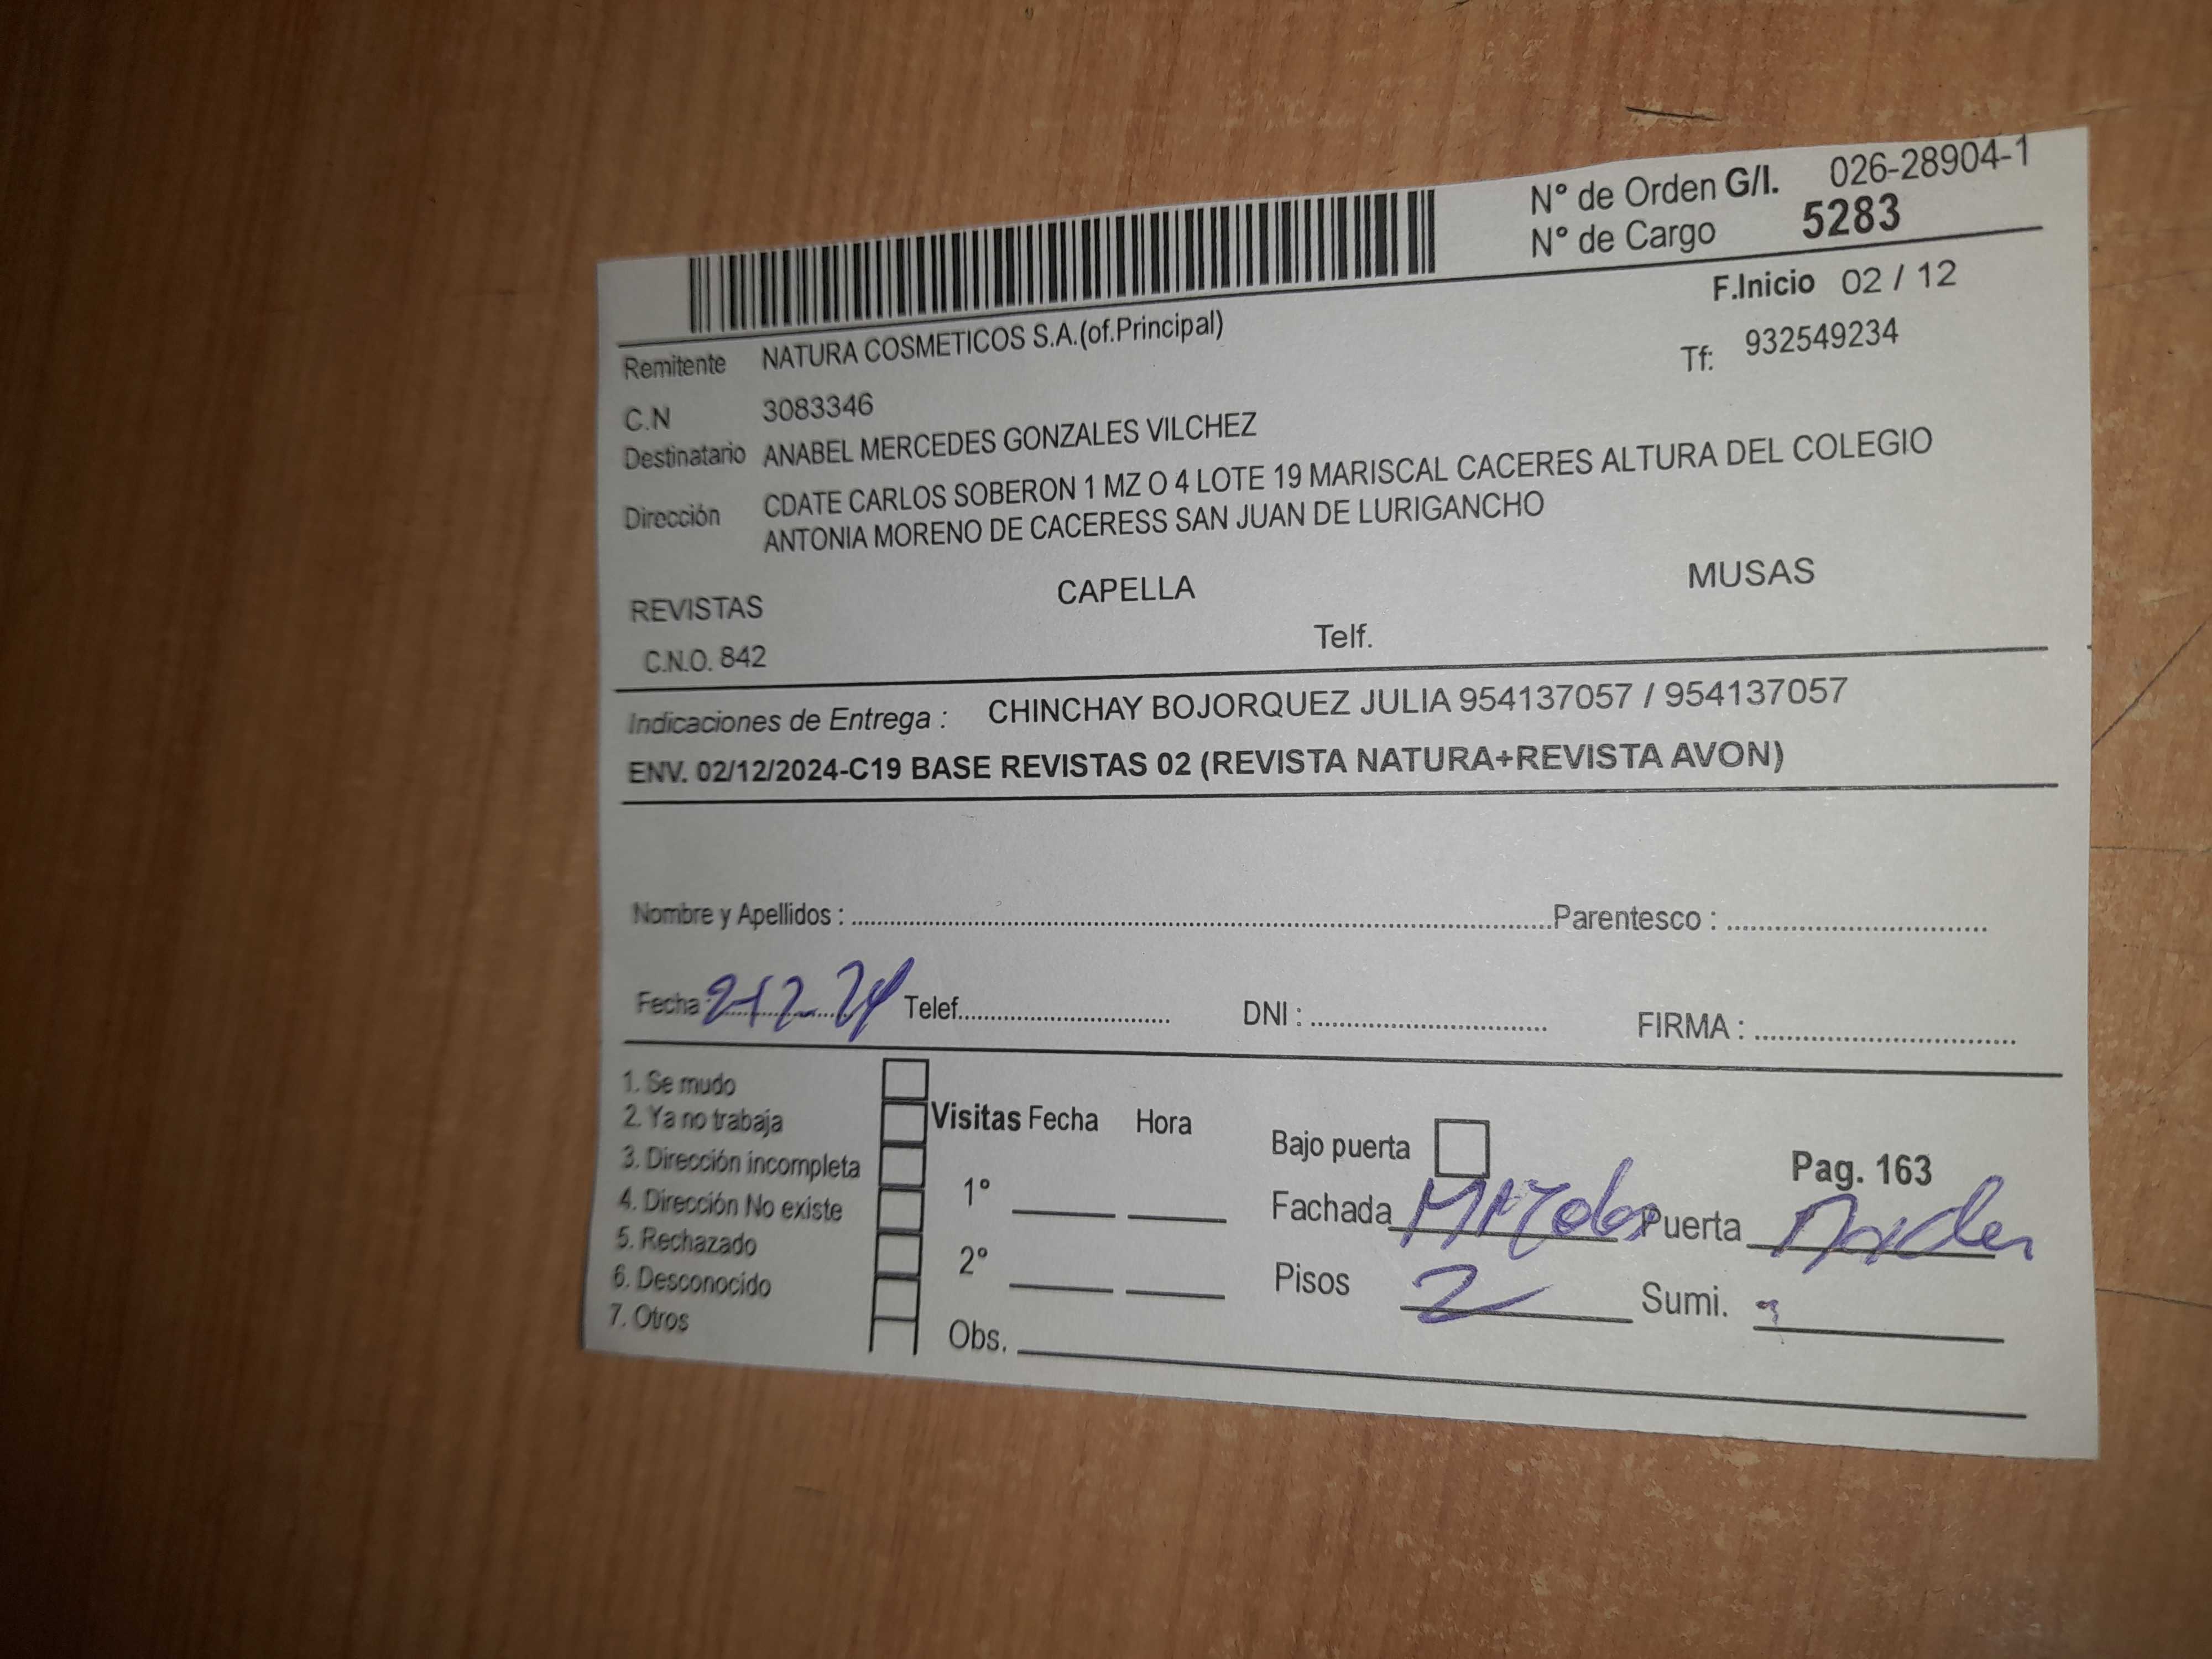 N° de Orden G/I. 026-28904-1
N° de Cargo 5283
F.Inicio 02 / 12
Remitente NATURA COSMETICOS S.A.(of.Principal)
Tf: 932549234
C.N 3083346
Destinatario ANABEL MERCEDES GONZALES VILCHEZ
Dirección CDATE CARLOS SOBERON 1 MZ O 4 LOTE 19 MARISCAL CACERES ALTURA DEL COLEGIO
ANTONIA MORENO DE CACERESS SAN JUAN DE LURIGANCHO
REVISTAS CAPELLA MUSAS
C.N.O. 842 Telf.
Indicaciones de Entrega : CHINCHAY BOJORQUEZ JULIA 954137057 / 954137057
ENV. 02/12/2024-C19 BASE REVISTAS 02 (REVISTA NATURA+REVISTA AVON)
Nombre y Apellidos : Parentesco :
Fecha 2-12-24 Telef. DNI : FIRMA :
1. Se mudo
2. Ya no trabaja
3. Dirección incompleta
4. Dirección No existe
5. Rechazado
6. Desconocido
7. Otros
Visitas Fecha Hora
1°
2°
Obs.
Bajo puerta
Pag. 163
Fachada Puerta
Pisos 2 Sumi.